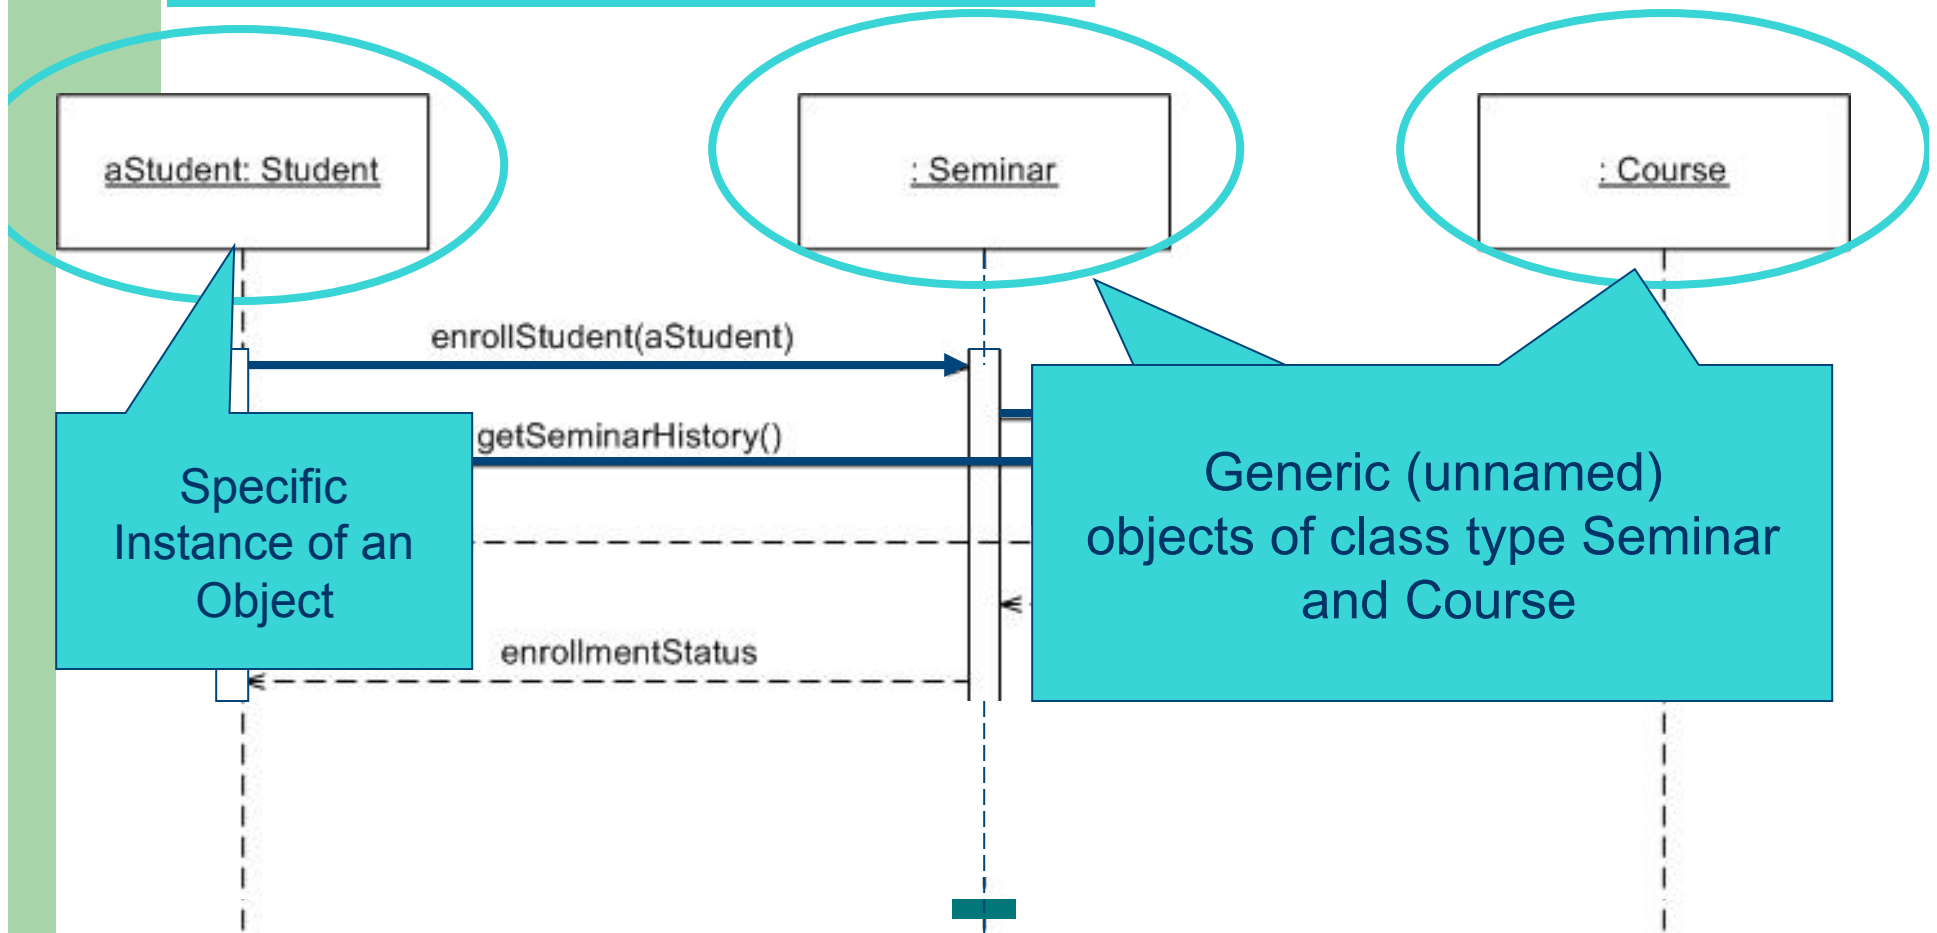 aStudent: Student
: Seminar
: Course
enrollStudent(aStudent)
getSeminarHistory()
Specific
Instance of an
Object
Generic (unnamed)
objects of class type Seminar
and Course
enrollmentStatus